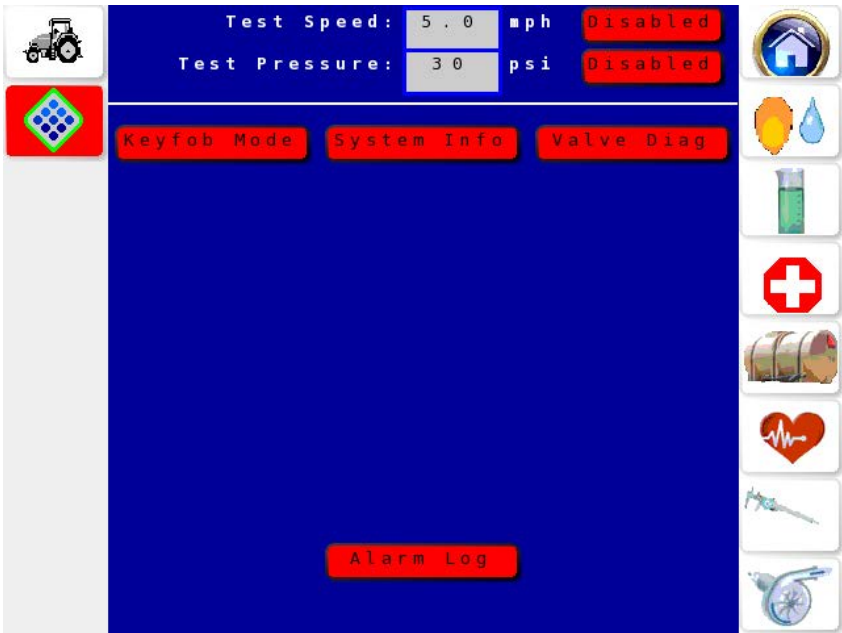 Test Speed: 5.0 mph Disabled
Test Pressure: 30 psi Disabled
Keyfob Mode System Info Valve Diag
Alarm Log